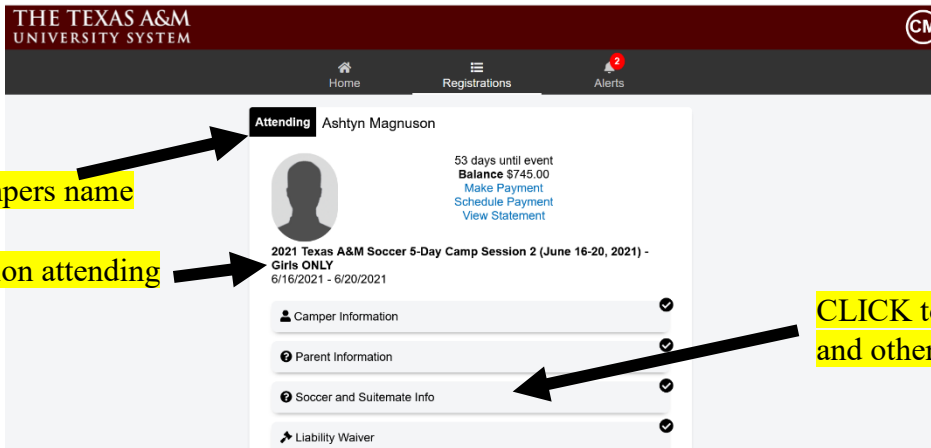 THE TEXAS A&M
UNIVERSITY SYSTEM
CM
Home
Registrations
2
Alerts
Attending Ashtyn Magnuson
53 days until event
Balance $745.00
Make Payment
Schedule Payment
View Statement
name
2021 Texas A&M Soccer 5-Day Camp Session 2 (June 16-20, 2021) -
Girls ONLY
attending
6/16/2021 - 6/20/2021
Camper Information
CLICK
Parent Information
and other
Soccer and Suitemate Info
Liability Waiver